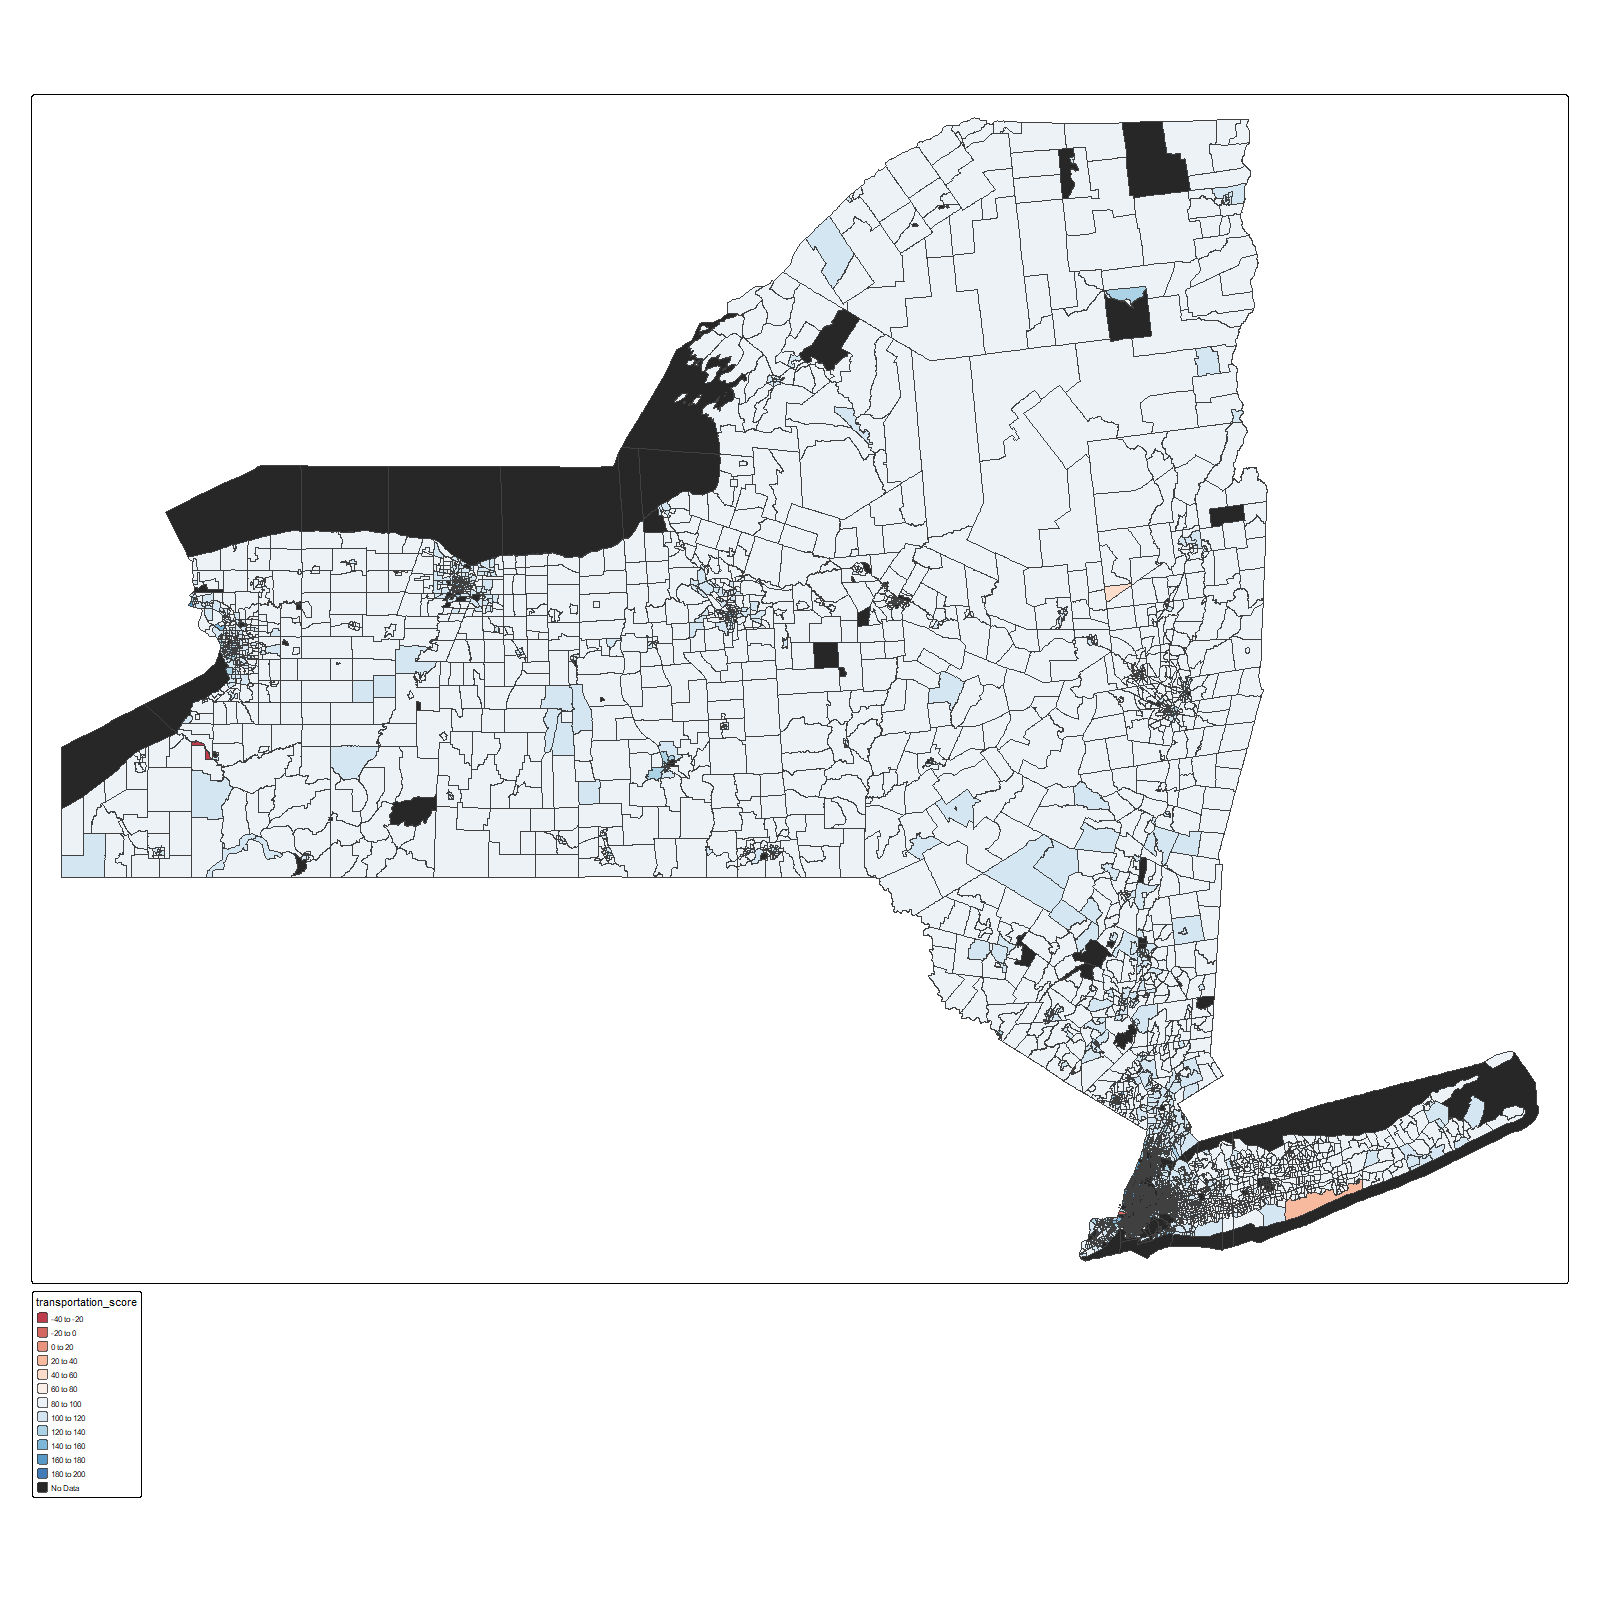 transportation_score
-40 to -20
-20 to 0
0 to 20
20 to 40
40 to 60
60 to 80
80 to 100
100 to 120
120 to 140
140 to 160
160 to 180
180 to 200
No Data